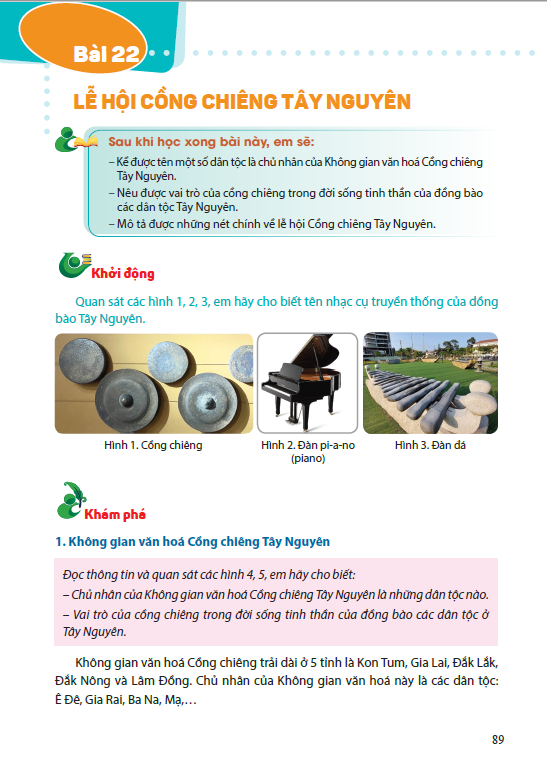 Bài 22
LỄ HỘI CỒNG CHIÊNG TÂY NGUYÊN
Sau khi học xong bài này, em sẽ:
– Kể được tên một số dân tộc là chủ nhân của Không gian văn hoá Cồng chiêng
Tây Nguyên.
– Nêu được vai trò của cồng chiêng trong đời sống tinh thần của đồng bào
các dân tộc Tây Nguyên.
– Mô tả được những nét chính về lễ hội Cồng chiêng Tây Nguyên.
Khởi động
Quan sát các hình 1, 2, 3, em hãy cho biết tên nhạc cụ truyền thống của đồng
bào Tây Nguyên.
Hình 1. Cồng chiêng
Hình 2. Đàn pi-a-no
(piano)
Hình 3. Đàn đá
Khám phá
1. Không gian văn hoá Cồng chiêng Tây Nguyên
Đọc thông tin và quan sát các hình 4, 5, em hãy cho biết:
– Chủ nhân của Không gian văn hoá Cồng chiêng Tây Nguyên là những dân tộc nào.
– Vai trò của cồng chiêng trong đời sống tinh thần của đồng bào các dân tộc ở
Tây Nguyên.
Không gian văn hoá Cồng chiêng trải dài ở 5 tỉnh là Kon Tum, Gia Lai, Đắk Lắk,
Đắk Nông và Lâm Đồng. Chủ nhân của Không gian văn hoá này là các dân tộc:
Ê Đê, Gia Rai, Ba Na, Mạ,…
89